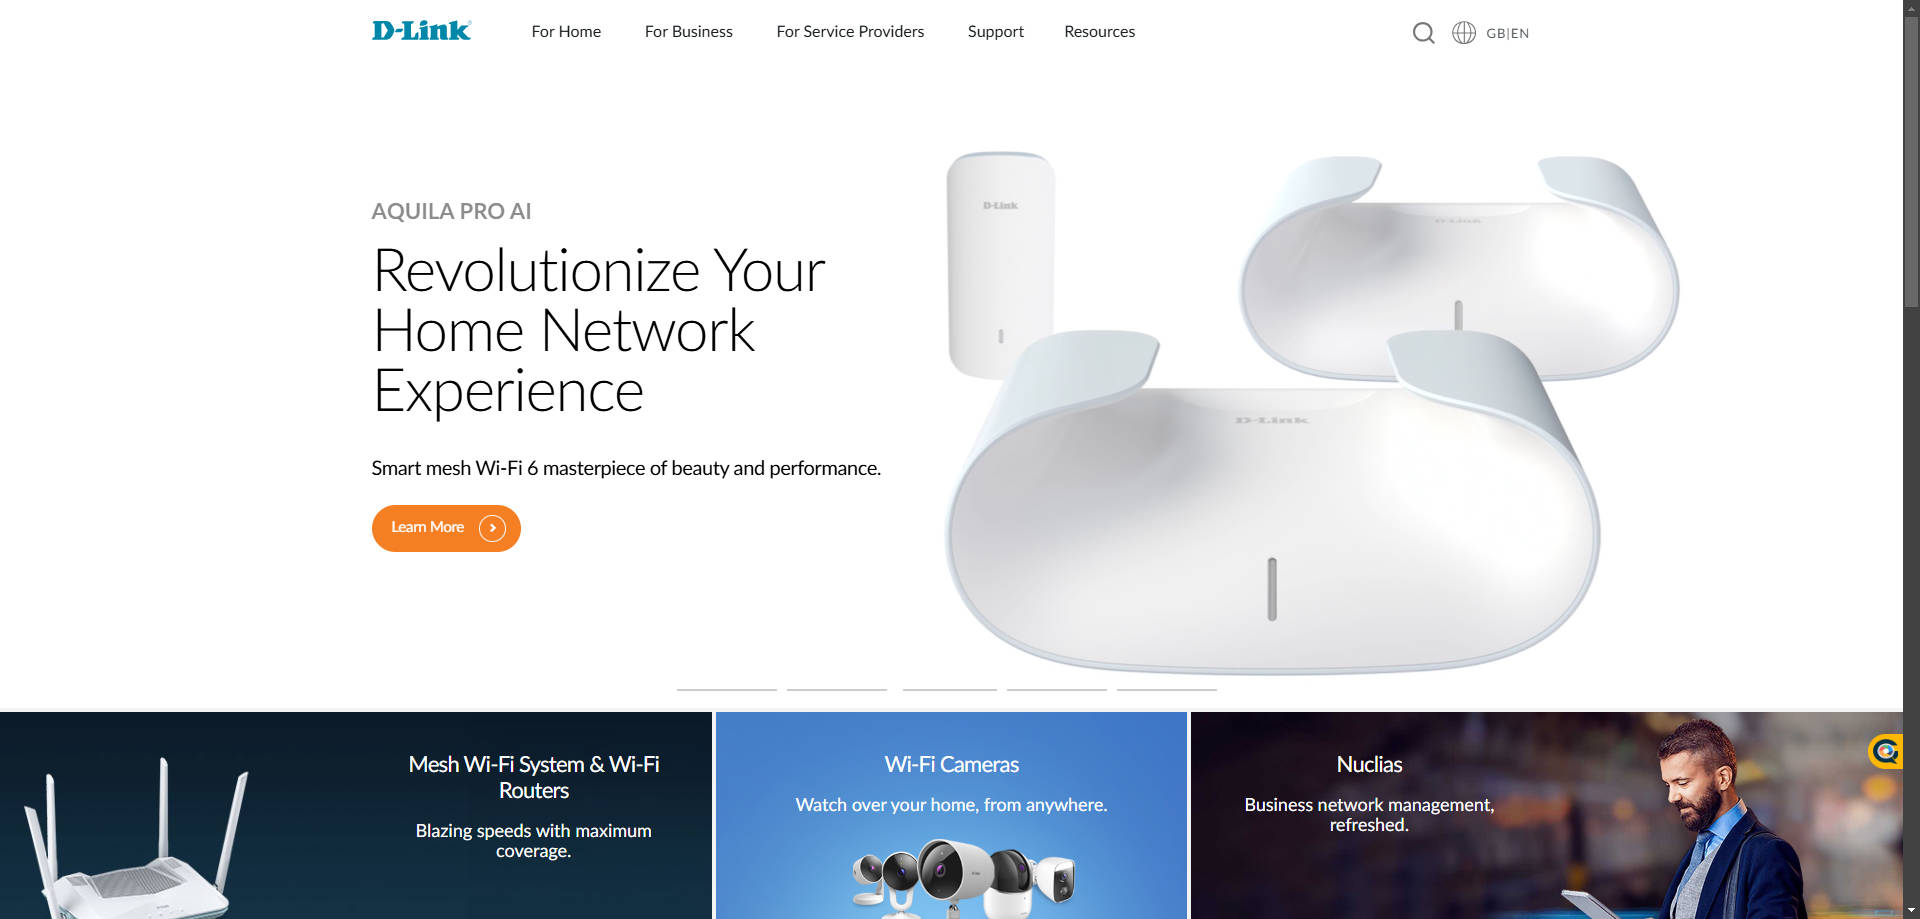 D-Link
For Home
For Business
For Service Providers
Support
Resources
GB|EN
AQUILA PRO AI
Revolutionize Your
Home Network
Experience
Smart mesh Wi-Fi 6 masterpiece of beauty and performance.
Learn More
D-Link
D-Link
D-Link
Mesh Wi-Fi System & Wi-Fi
Routers
Blazing speeds with maximum
coverage.
Wi-Fi Cameras
Watch over your home, from anywhere.
Nuclias
Business network management,
refreshed.